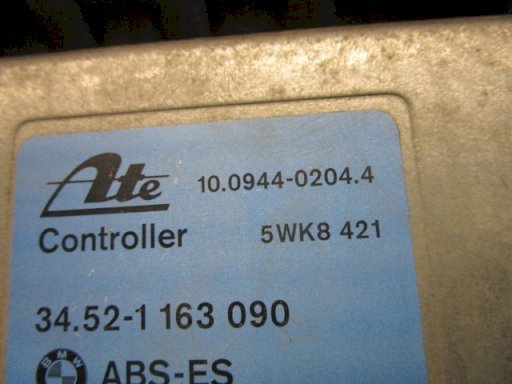 Ate 10.0944-0204.4
Controller 5WK8 421
34.52-1 163 090
BMW ABS-ES